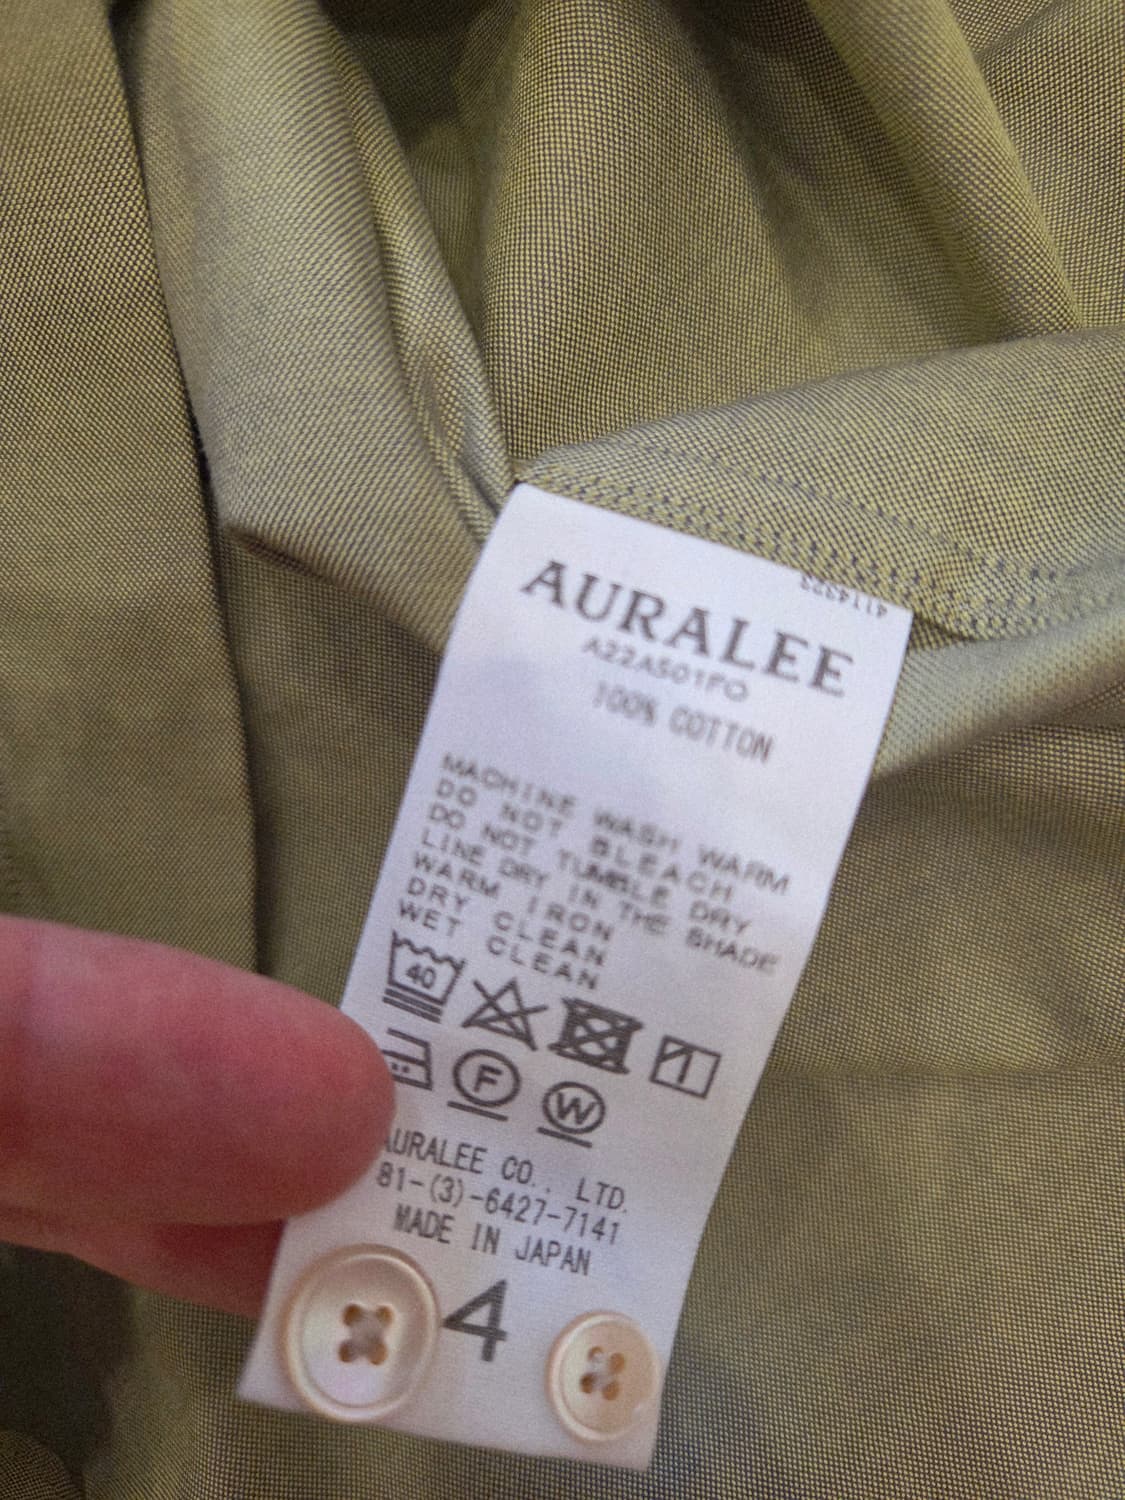 AURALEE
4114323
A22AS01FO
100% COTTON
MACHINE WASH WARM
DO NOT BLEACH
DO NOT TUMBLE DRY
LINE DRY IN THE SHADE
WARM IRON
DRY CLEAN
WET CLEAN
40
F
W
AURALEE CO., LTD.
81-(3)-6427-7141
MADE IN JAPAN
4